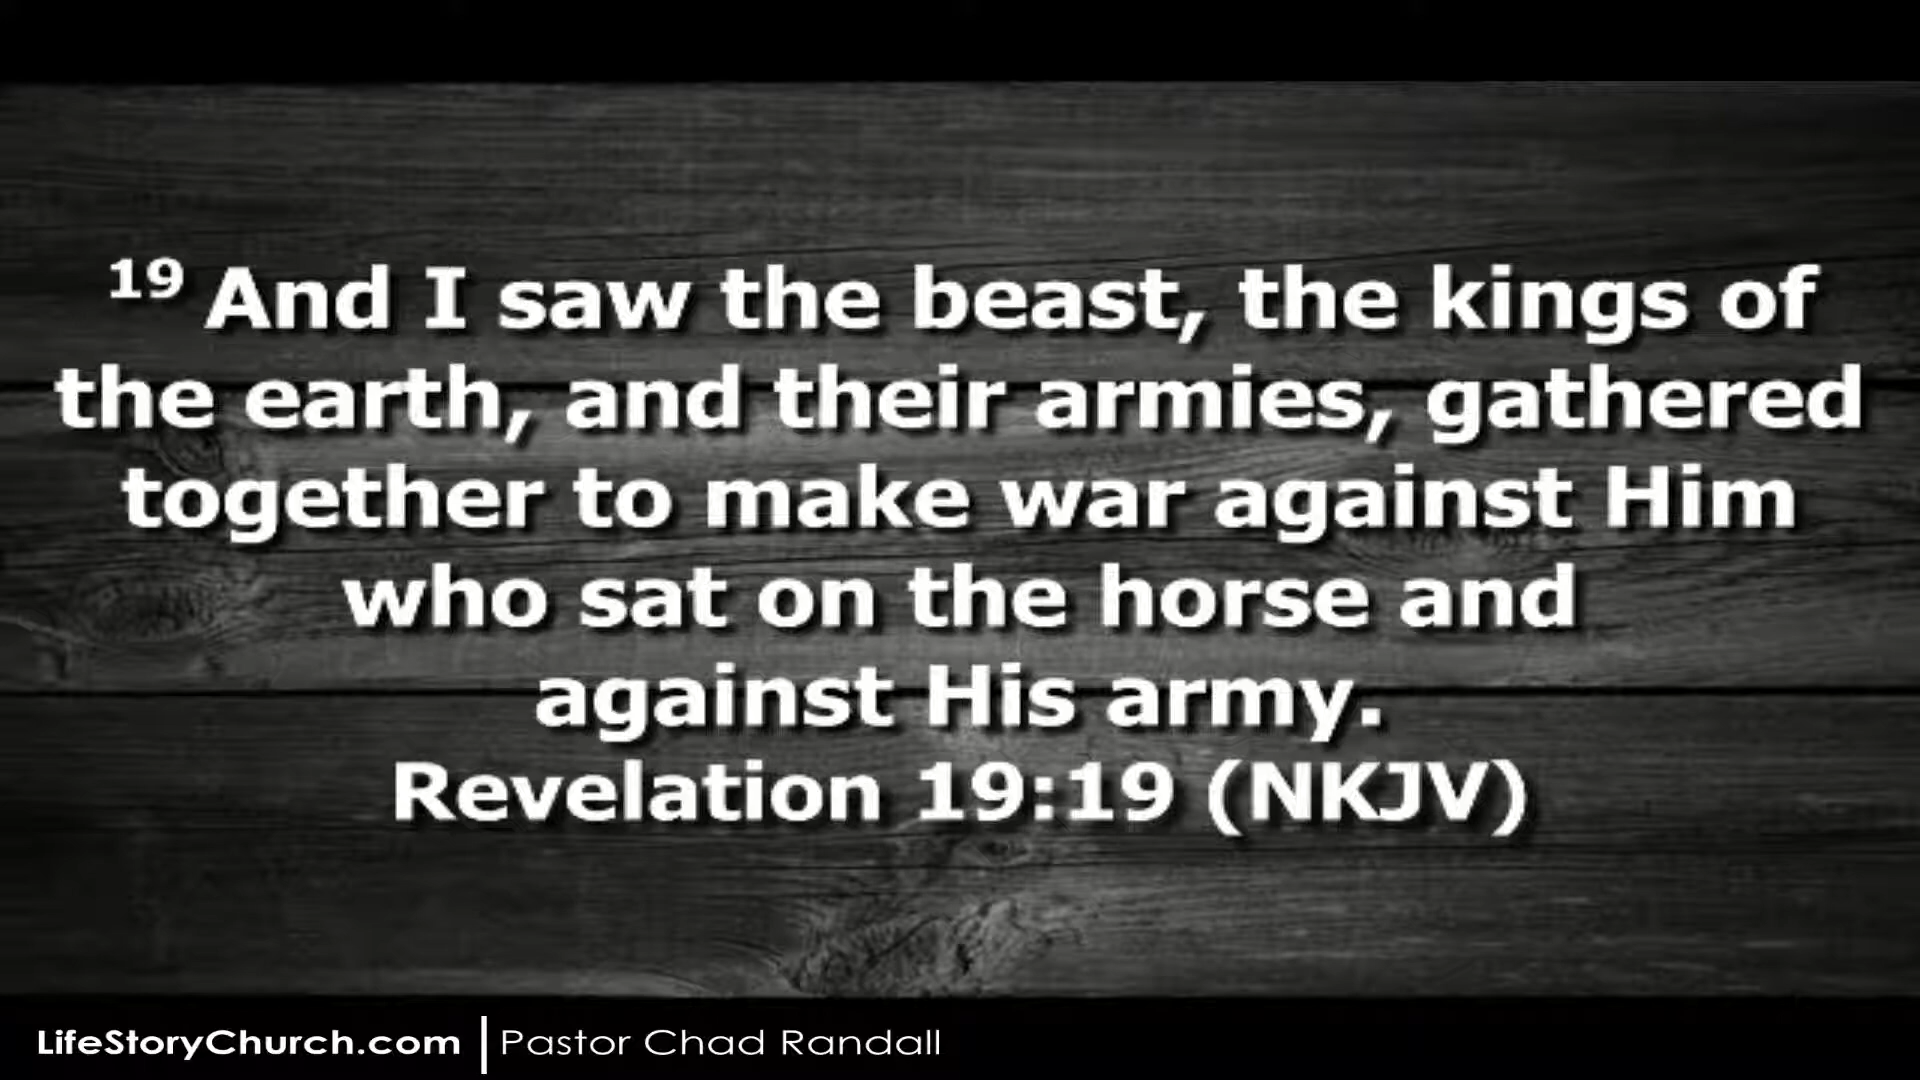 19 And I saw the beast, the kings of
the earth, and their armies, gathered
together to make war against Him
who sat on the horse and
against His army.
Revelation 19:19 (NKJV)
LifeStoryChurch.com | Pastor Chad Randall